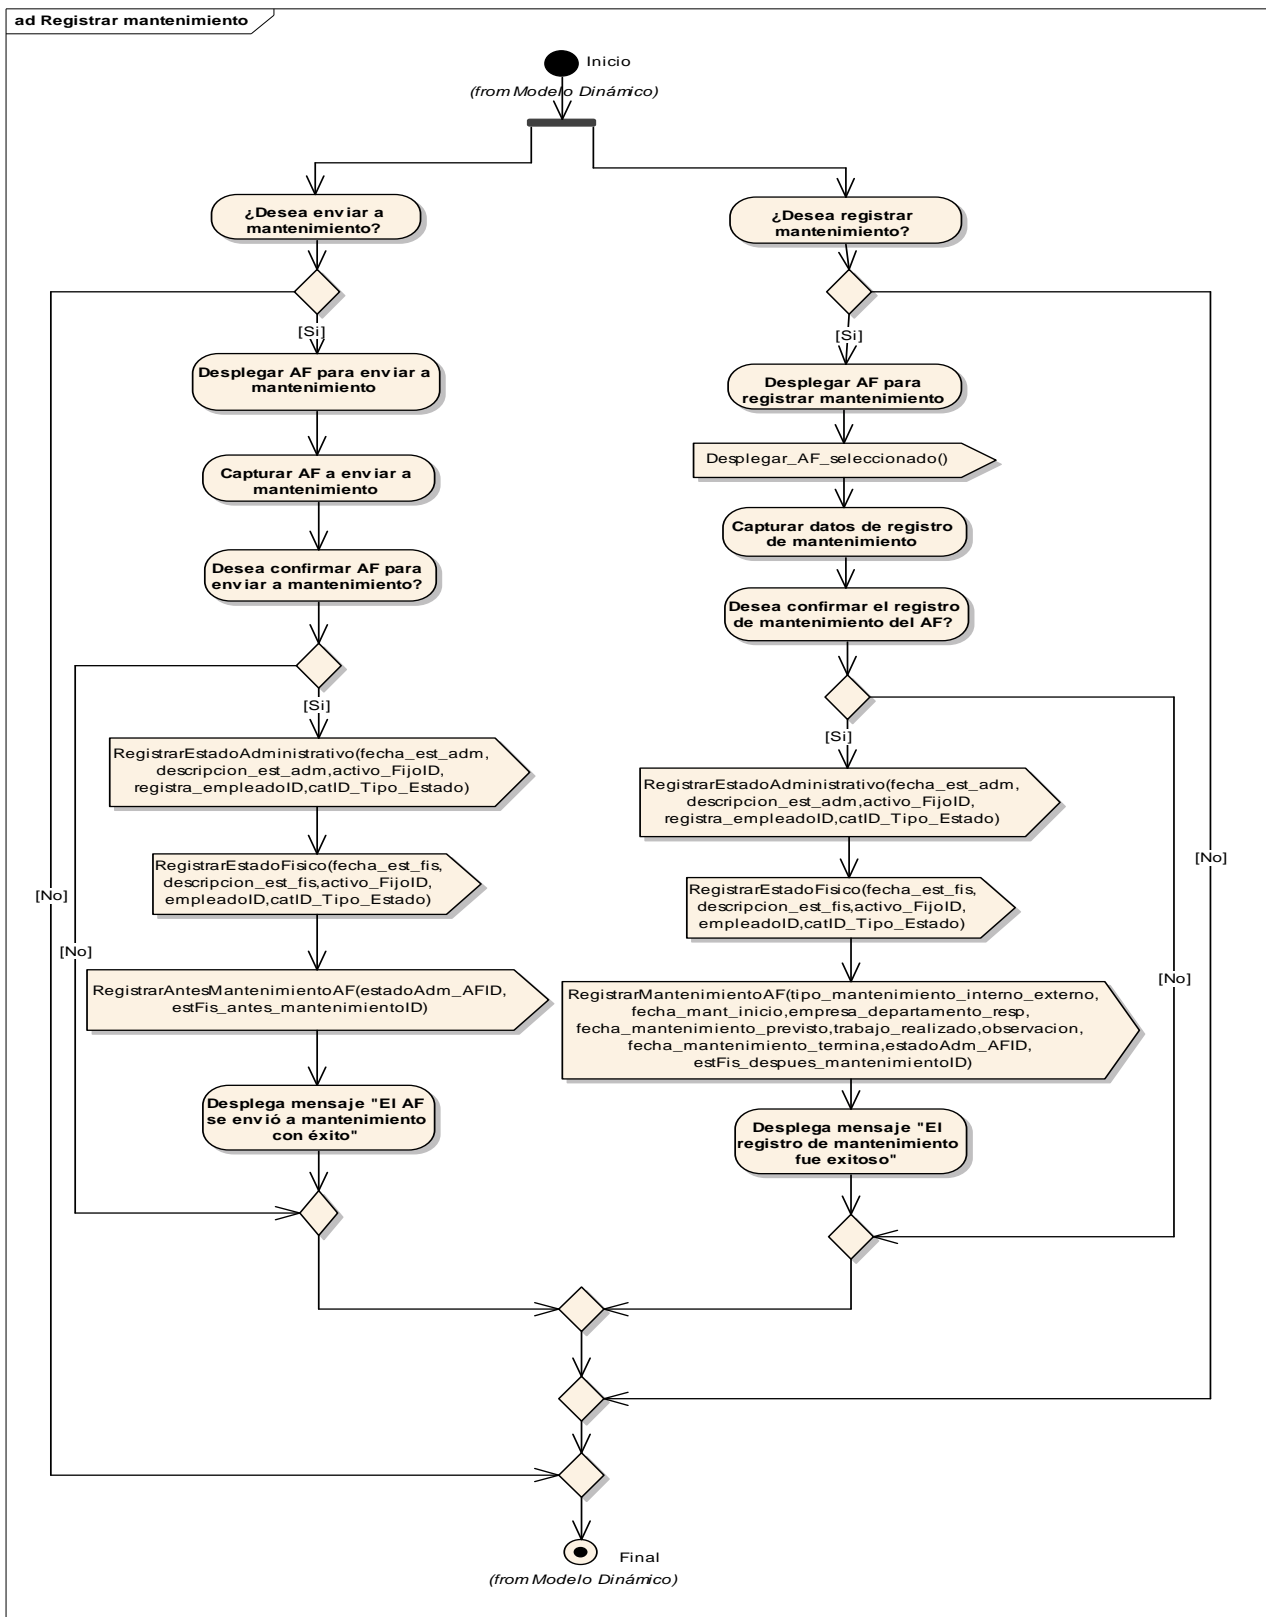 ad Registrar mantenimiento
Inicio
(from Modelo Dinámico)
¿Desea enviar a
mantenimiento?
[Si]
Desplegar AF para enviar a
mantenimiento
Capturar AF a enviar a
mantenimiento
Desea confirmar AF para
enviar a mantenimiento?
[Si]
RegistrarEstadoAdministrativo(fecha_est_adm,
descripcion_est_adm,activo_FijoID,
registra_empleadoID,catID_Tipo_Estado)
RegistrarEstadoFisico(fecha_est_fis,
descripcion_est_fis,activo_FijoID,
empleadoID,catID_Tipo_Estado)
[No]
[No]
RegistrarAntesMantenimientoAF(estadoAdm_AFID,
estFis_antes_mantenimientoID)
Desplega mensaje "El AF
se envió a mantenimiento
con éxito"
¿Desea registrar
mantenimiento?
[Si]
Desplegar AF para
registrar mantenimiento
Desplegar_AF_seleccionado()
Capturar datos de registro
de mantenimiento
Desea confirmar el registro
de mantenimiento del AF?
[Si]
RegistrarEstadoAdministrativo(fecha_est_adm,
descripcion_est_adm,activo_FijoID,
registra_empleadoID,catID_Tipo_Estado)
[No]
RegistrarEstadoFisico(fecha_est_fis,
descripcion_est_fis,activo_FijoID,
empleadoID,catID_Tipo_Estado)
[No]
RegistrarMantenimientoAF(tipo_mantenimiento_interno_externo,
fecha_mant_inicio,empresa_departamento_resp,
fecha_mantenimiento_previsto,trabajo_realizado,observacion,
fecha_mantenimiento_termina,estadoAdm_AFID,
estFis_despues_mantenimientoID)
Desplega mensaje "El
registro de mantenimiento
fue exitoso"
Final
(from Modelo Dinámico)